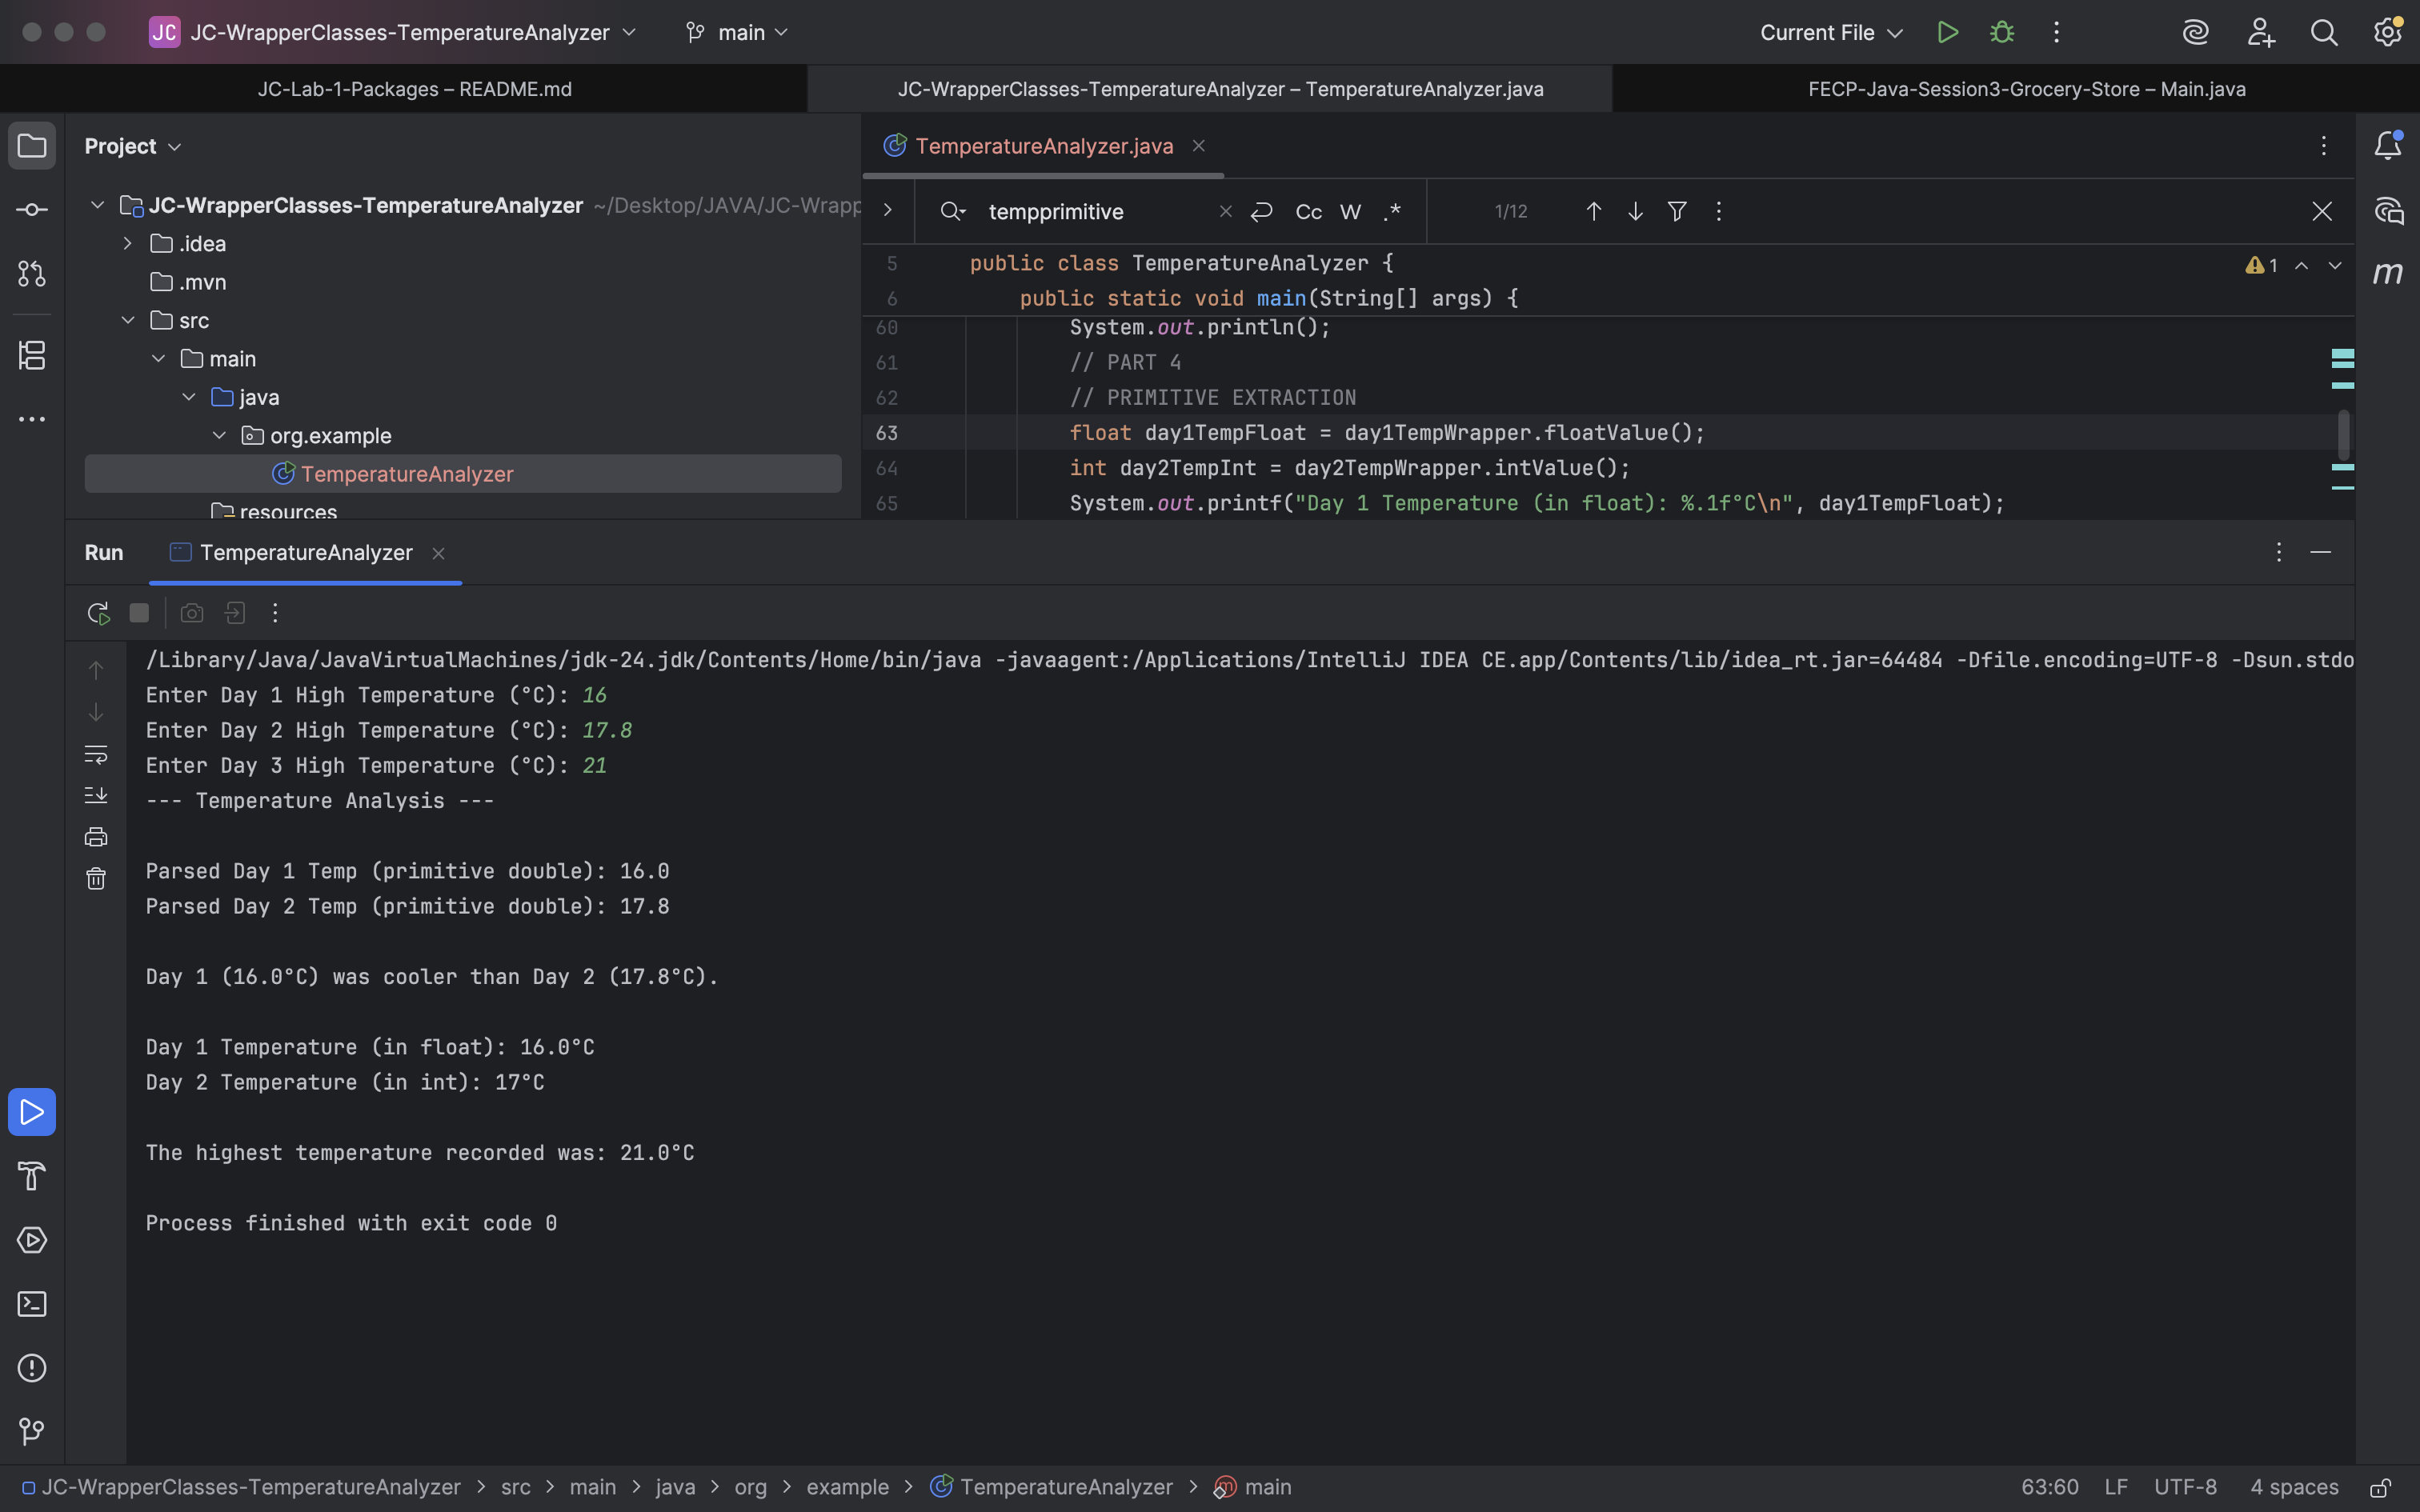 JC JC-WrapperClasses-TemperatureAnalyzer main Current File
JC-Lab-1-Packages – README.md JC-WrapperClasses-TemperatureAnalyzer – TemperatureAnalyzer.java FECP-Java-Session3-Grocery-Store – Main.java
Project
JC-WrapperClasses-TemperatureAnalyzer ~/Desktop/JAVA/JC-Wrapp
.idea
.mvn
src
main
java
org.example
TemperatureAnalyzer
resources
TemperatureAnalyzer.java
tempprimitive Cc W .* 1/12
5 public class TemperatureAnalyzer { 1
6 public static void main(String[] args) {
60 System.out.println();
61 // PART 4
62 // PRIMITIVE EXTRACTION
63 float day1TempFloat = day1TempWrapper.floatValue();
64 int day2TempInt = day2TempWrapper.intValue();
65 System.out.printf("Day 1 Temperature (in float): %.1f°C\n", day1TempFloat);
m
Run TemperatureAnalyzer
/Library/Java/JavaVirtualMachines/jdk-24.jdk/Contents/Home/bin/java -javaagent:/Applications/IntelliJ IDEA CE.app/Contents/lib/idea_rt.jar=64484 -Dfile.encoding=UTF-8 -Dsun.stdo
Enter Day 1 High Temperature (°C): 16
Enter Day 2 High Temperature (°C): 17.8
Enter Day 3 High Temperature (°C): 21
--- Temperature Analysis ---
Parsed Day 1 Temp (primitive double): 16.0
Parsed Day 2 Temp (primitive double): 17.8
Day 1 (16.0°C) was cooler than Day 2 (17.8°C).
Day 1 Temperature (in float): 16.0°C
Day 2 Temperature (in int): 17°C
The highest temperature recorded was: 21.0°C
Process finished with exit code 0
JC-WrapperClasses-TemperatureAnalyzer > src > main > java > org > example > TemperatureAnalyzer > main 63:60 LF UTF-8 4 spaces